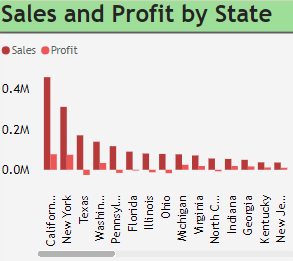 Sales and Profit by State
Sales Profit
0.4M
0.2M
0.0M
Californ...
New York
Texas
Washin...
Pennsyl...
Florida
Illinois
Ohio
Michigan
Virginia
North C...
Indiana
Georgia
Kentucky
New Je...